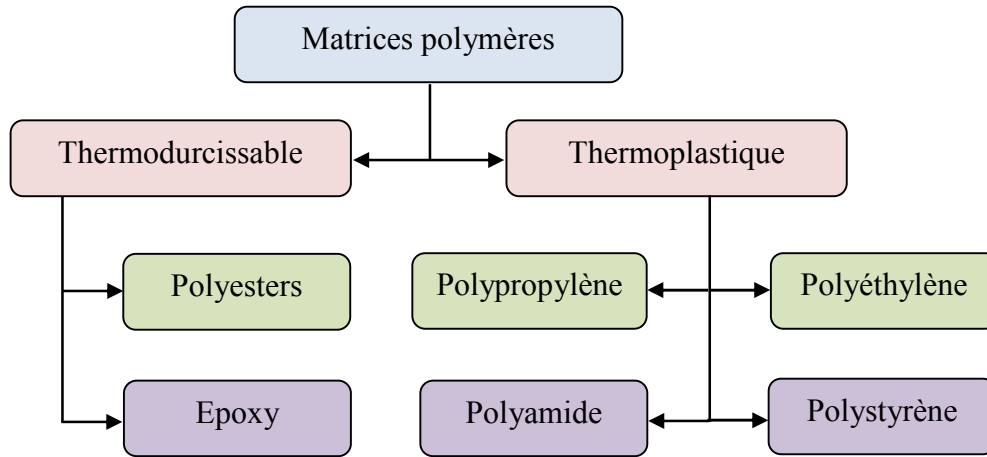 Matrices polymères
Thermodurcissable
Thermoplastique
Polyesters
Polypropylène
Polyéthylène
Epoxy
Polyamide
Polystyrène